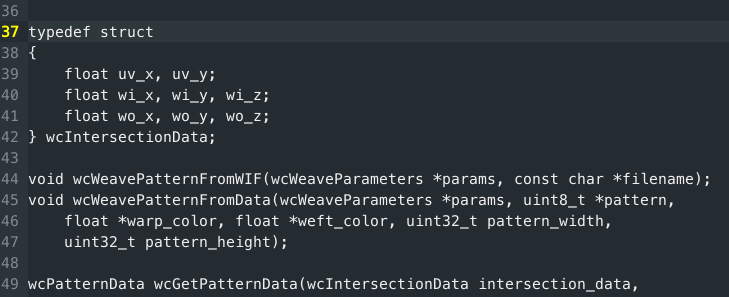 36
37 typedef struct
38 {
39     float uv_x, uv_y;
40     float wi_x, wi_y, wi_z;
41     float wo_x, wo_y, wo_z;
42 } wcIntersectionData;
43
44 void wcWeavePatternFromWIF(wcWeaveParameters *params, const char *filename);
45 void wcWeavePatternFromData(wcWeaveParameters *params, uint8_t *pattern,
46     float *warp_color, float *weft_color, uint32_t pattern_width,
47     uint32_t pattern_height);
48
49 wcPatternData wcGetPatternData(wcIntersectionData intersection_data,